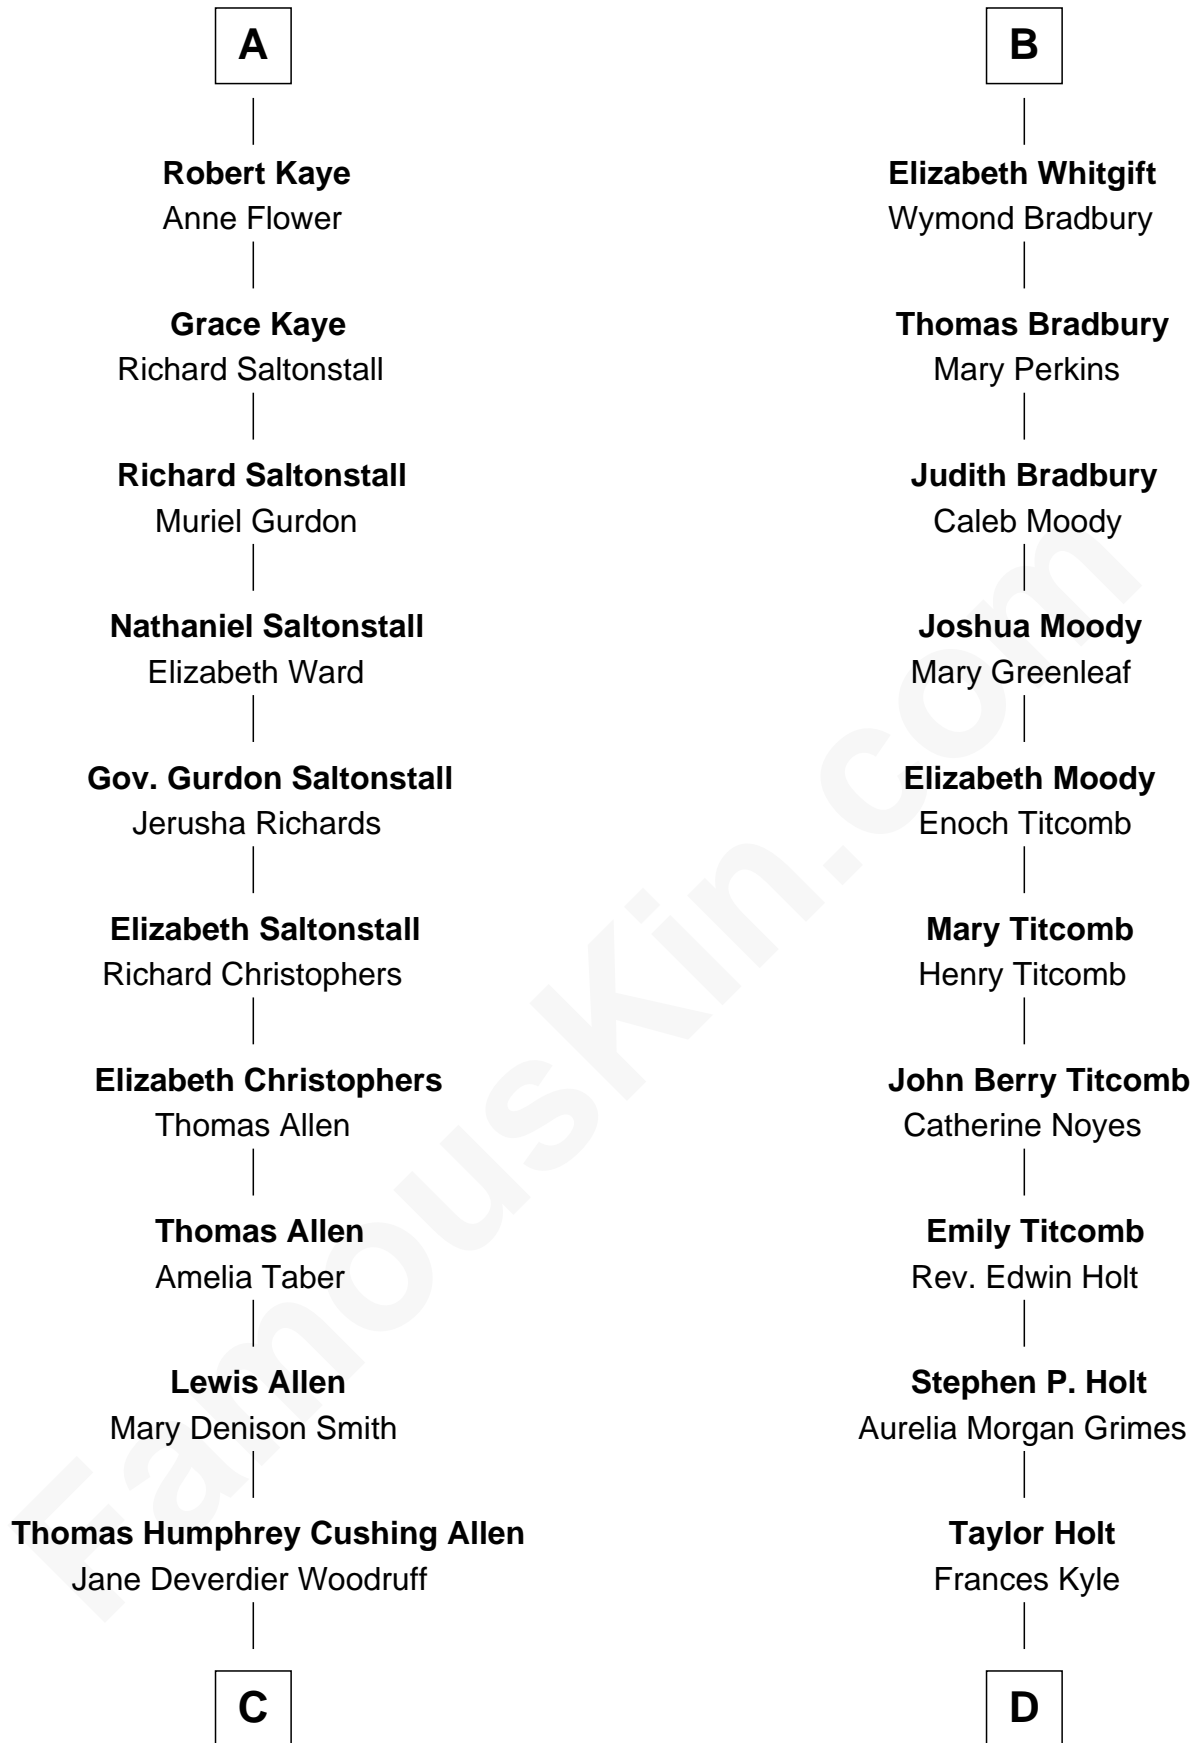 A
Robert Kaye
Anne Flower
Grace Kaye
Richard Saltonstall
Richard Saltonstall
Muriel Gurdon
Nathaniel Saltonstall
Elizabeth Ward
Gov. Gurdon Saltonstall
Jerusha Richards
Elizabeth Saltonstall
Richard Christophers
Elizabeth Christophers
Thomas Allen
Thomas Allen
Amelia Taber
Lewis Allen
Mary Denison Smith
Thomas Humphrey Cushing Allen
Jane Deverdier Woodruff
C
B
Elizabeth Whitgift
Wymond Bradbury
Thomas Bradbury
Mary Perkins
Judith Bradbury
Caleb Moody
Joshua Moody
Mary Greenleaf
Elizabeth Moody
Enoch Titcomb
Mary Titcomb
Henry Titcomb
John Berry Titcomb
Catherine Noyes
Emily Titcomb
Rev. Edwin Holt
Stephen P. Holt
Aurelia Morgan Grimes
Taylor Holt
Frances Kyle
D
FamousKin.com